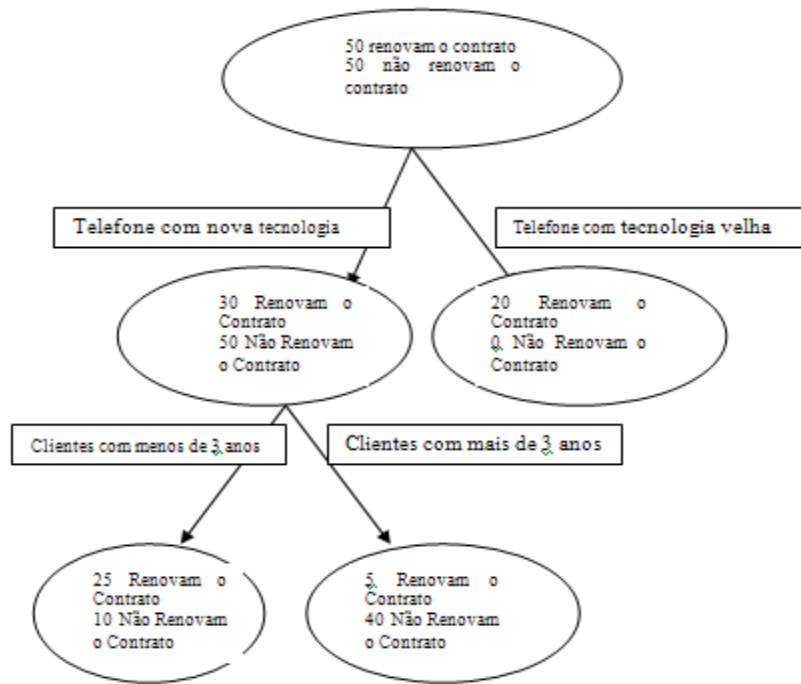 50 renovam o contrato
50 não renovam o
contrato
Telefone com nova tecnologia
Telefone com tecnologia velha
30 Renovam o
Contrato
50 Não Renovam
o Contrato
20 Renovam o
Contrato
0 Não Renovam o
Contrato
Clientes com menos de 3 anos
Clientes com mais de 3 anos
25 Renovam o
Contrato
10 Não Renovam
o Contrato
5 Renovam o
Contrato
40 Não Renovam
o Contrato